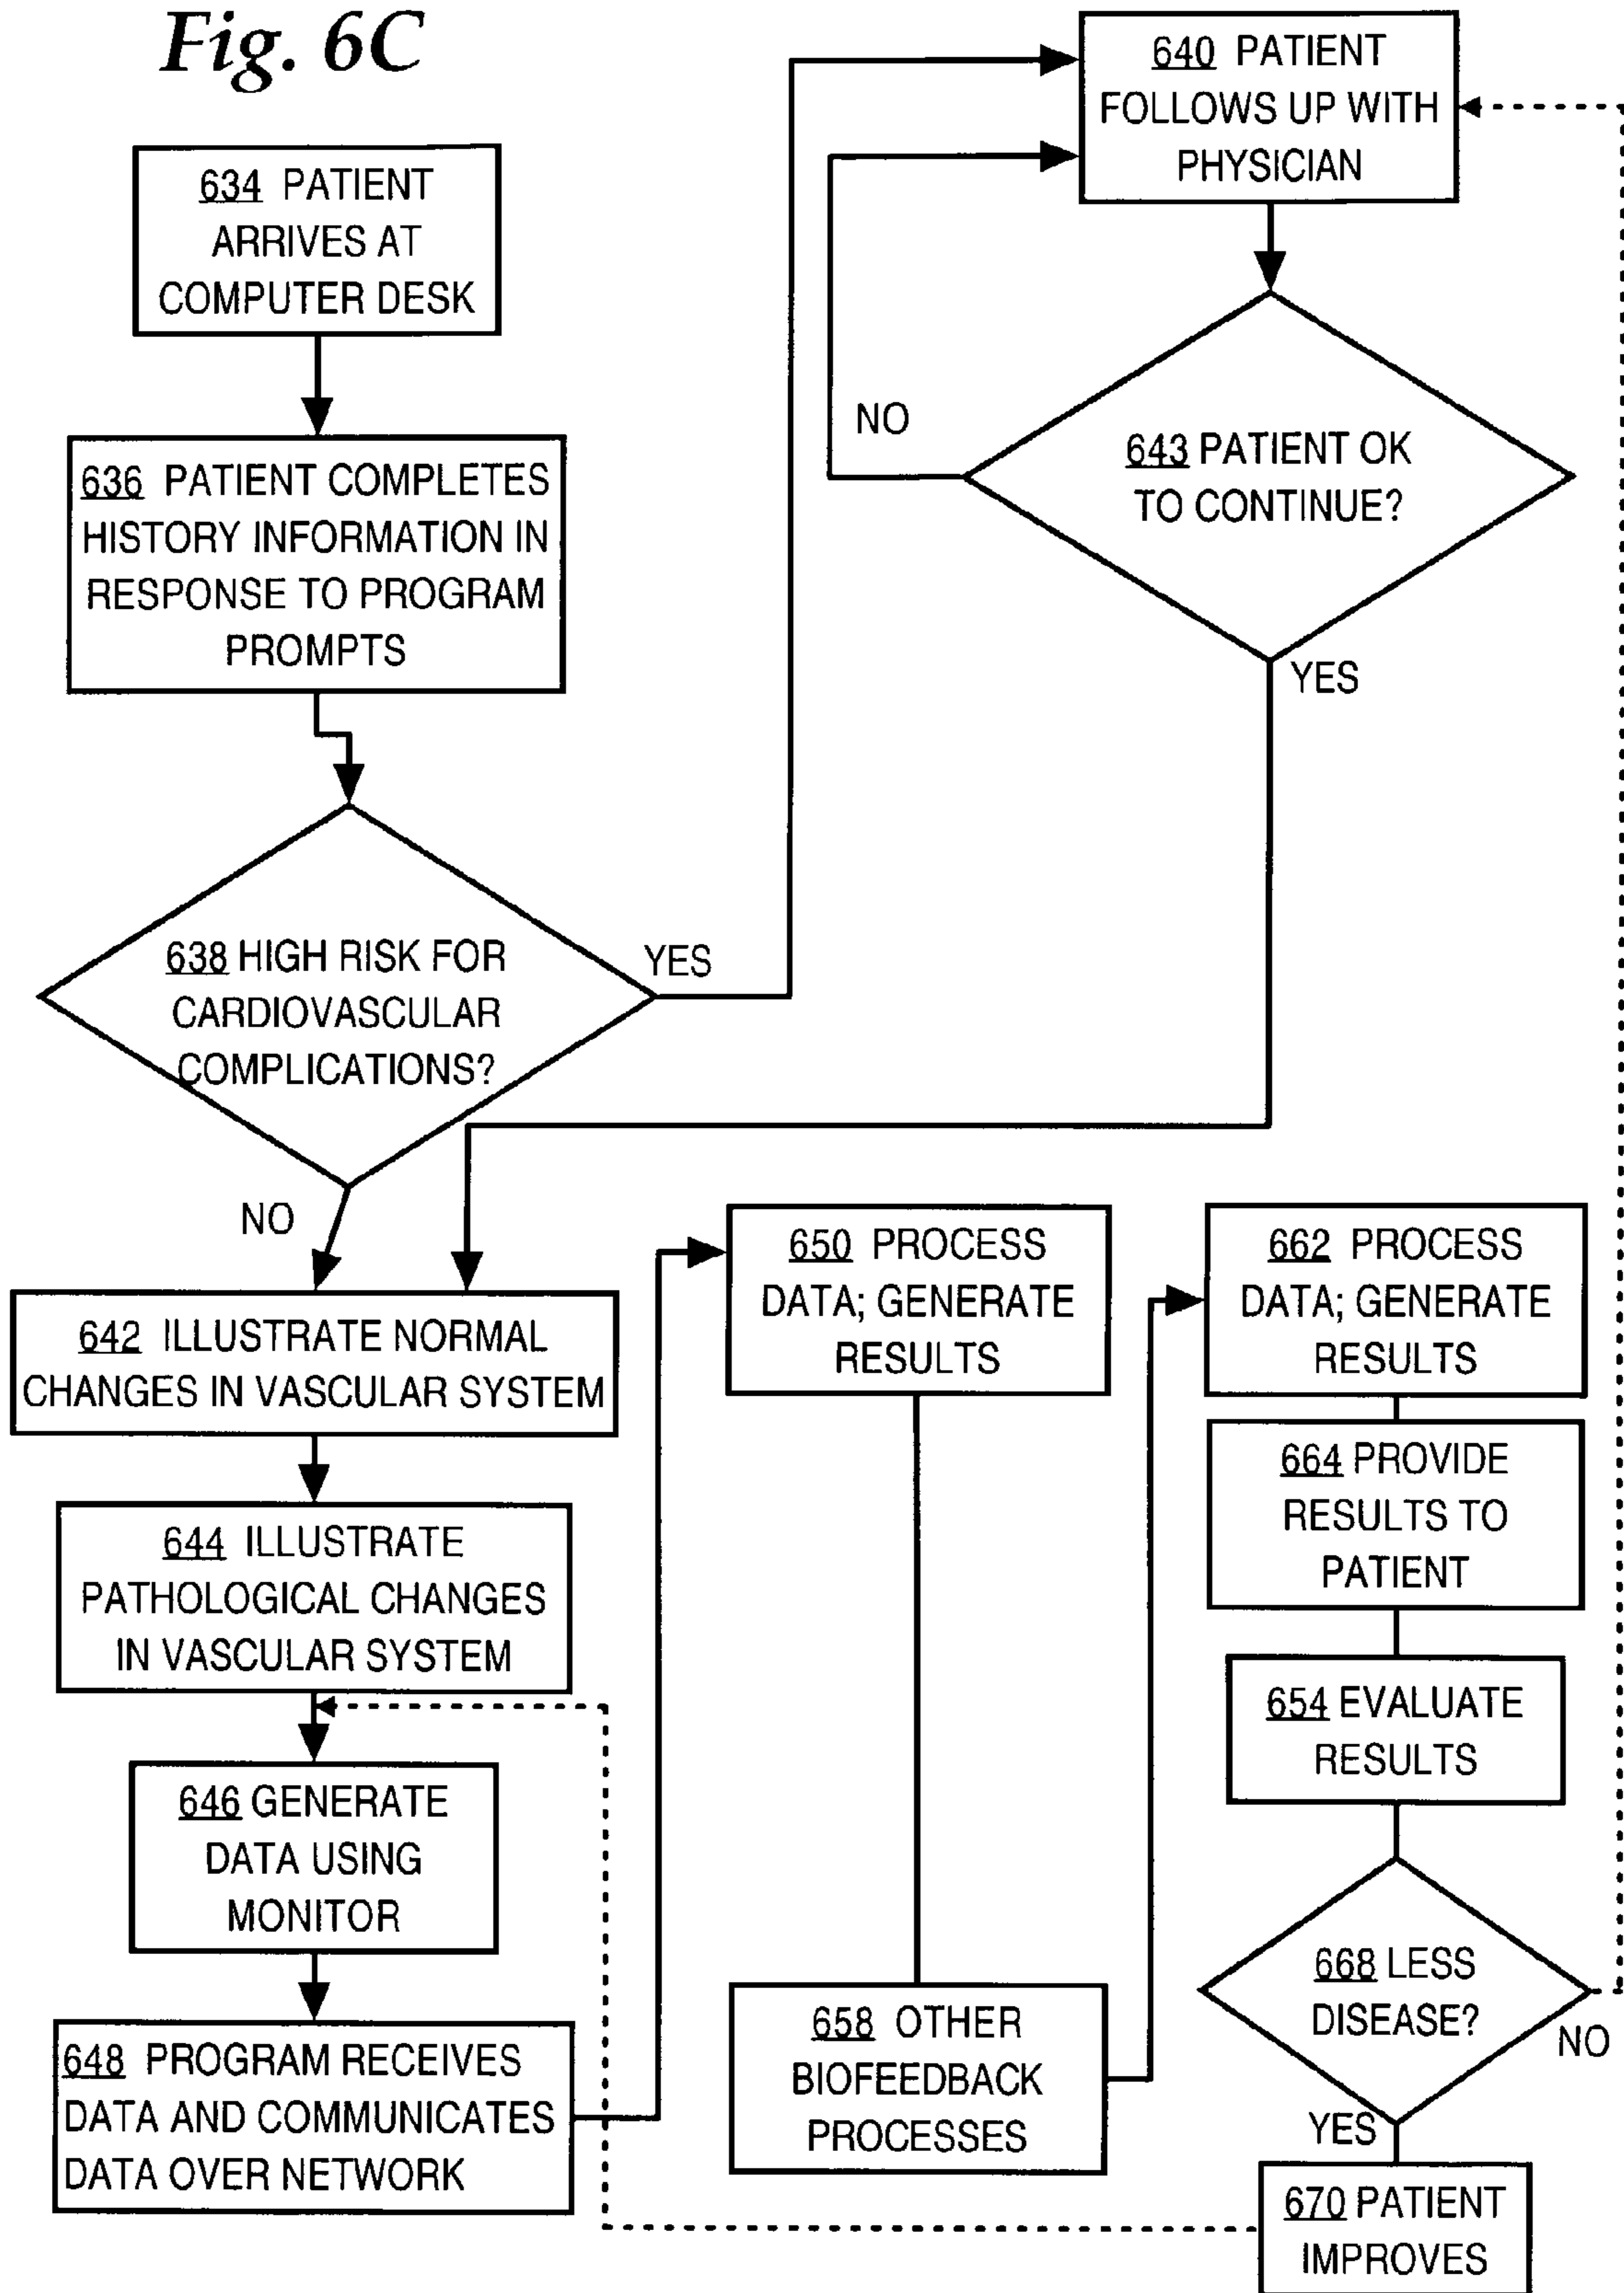 Fig. 6C
634 PATIENT
ARRIVES AT
COMPUTER DESK
636 PATIENT COMPLETES
HISTORY INFORMATION IN
RESPONSE TO PROGRAM
PROMPTS
638 HIGH RISK FOR
CARDIOVASCULAR
COMPLICATIONS?
YES
NO
640 PATIENT
FOLLOWS UP WITH
PHYSICIAN
643 PATIENT OK
TO CONTINUE?
NO
YES
642 ILLUSTRATE NORMAL
CHANGES IN VASCULAR SYSTEM
644 ILLUSTRATE
PATHOLOGICAL CHANGES
IN VASCULAR SYSTEM
646 GENERATE
DATA USING
MONITOR
648 PROGRAM RECEIVES
DATA AND COMMUNICATES
DATA OVER NETWORK
650 PROCESS
DATA; GENERATE
RESULTS
658 OTHER
BIOFEEDBACK
PROCESSES
662 PROCESS
DATA; GENERATE
RESULTS
664 PROVIDE
RESULTS TO
PATIENT
654 EVALUATE
RESULTS
668 LESS
DISEASE?
NO
YES
670 PATIENT
IMPROVES